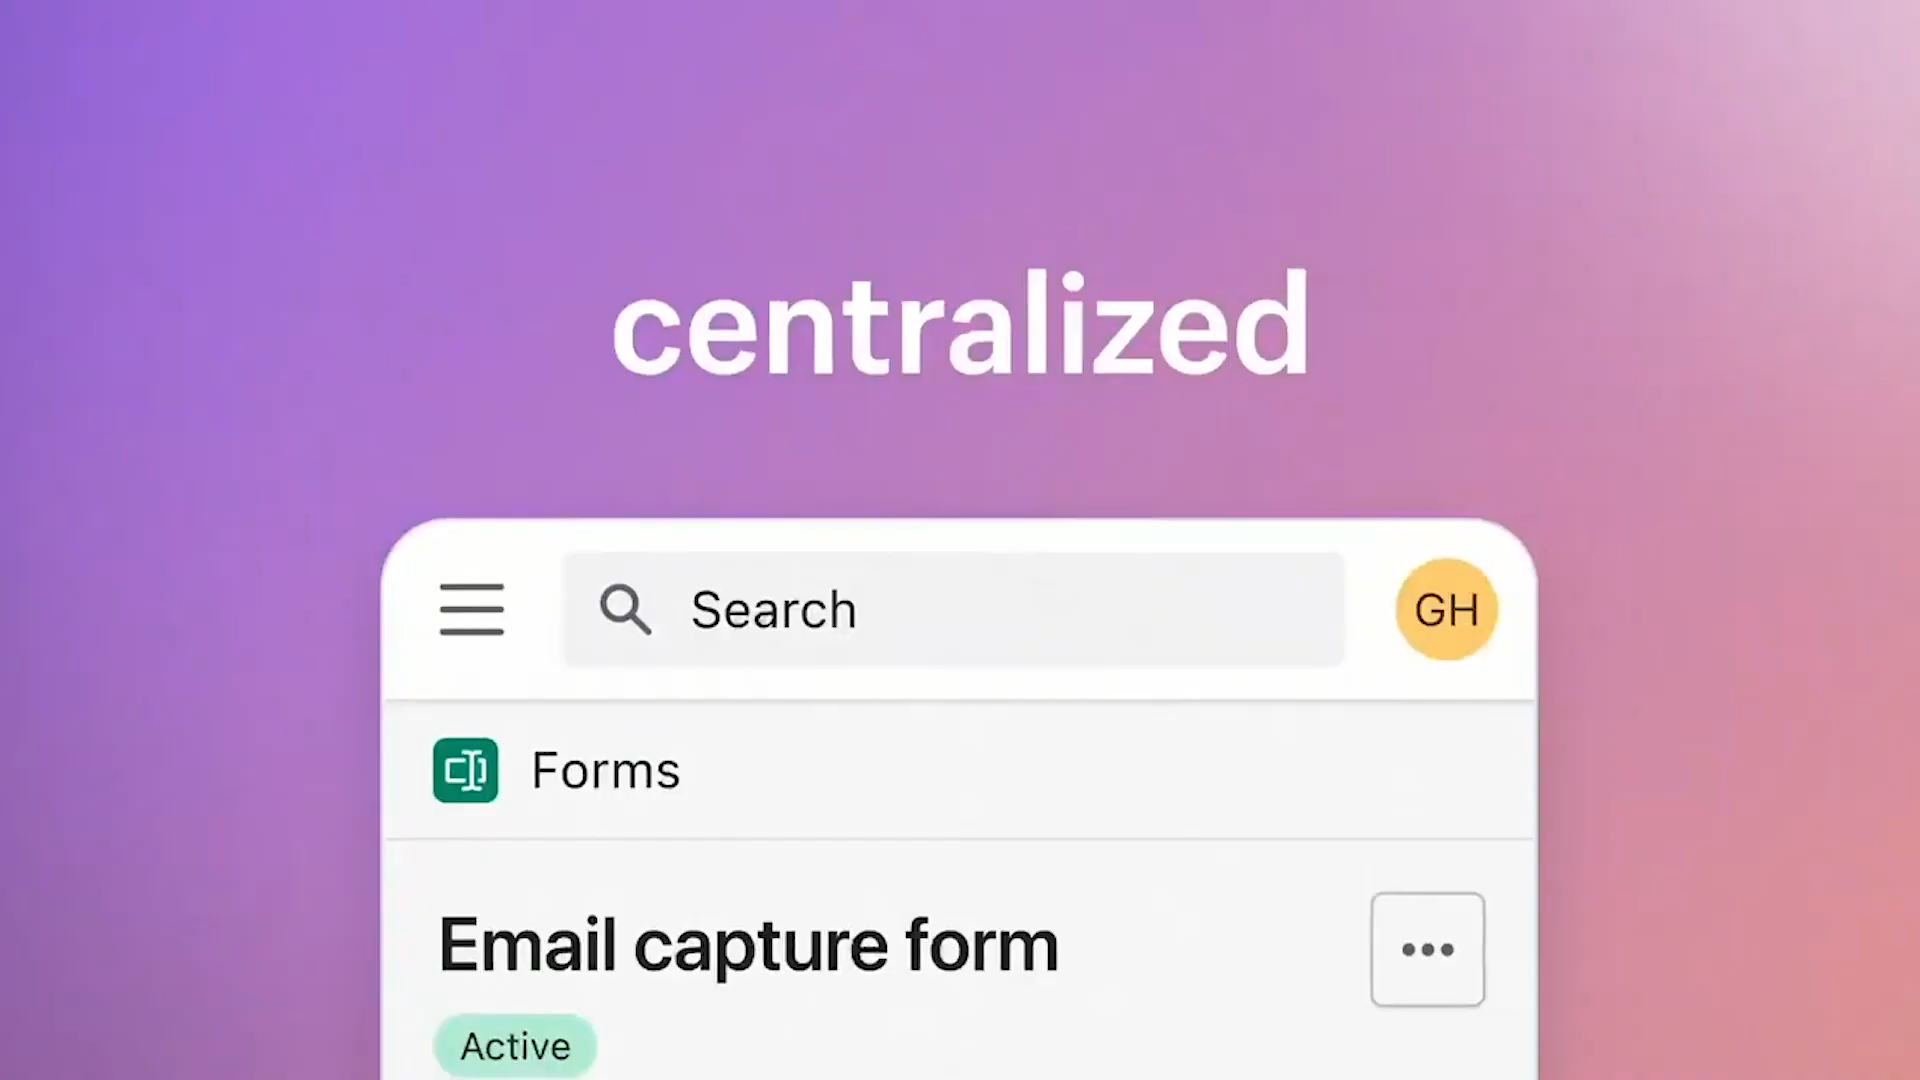 centralized
Search
GH
Forms
Email capture form
Active